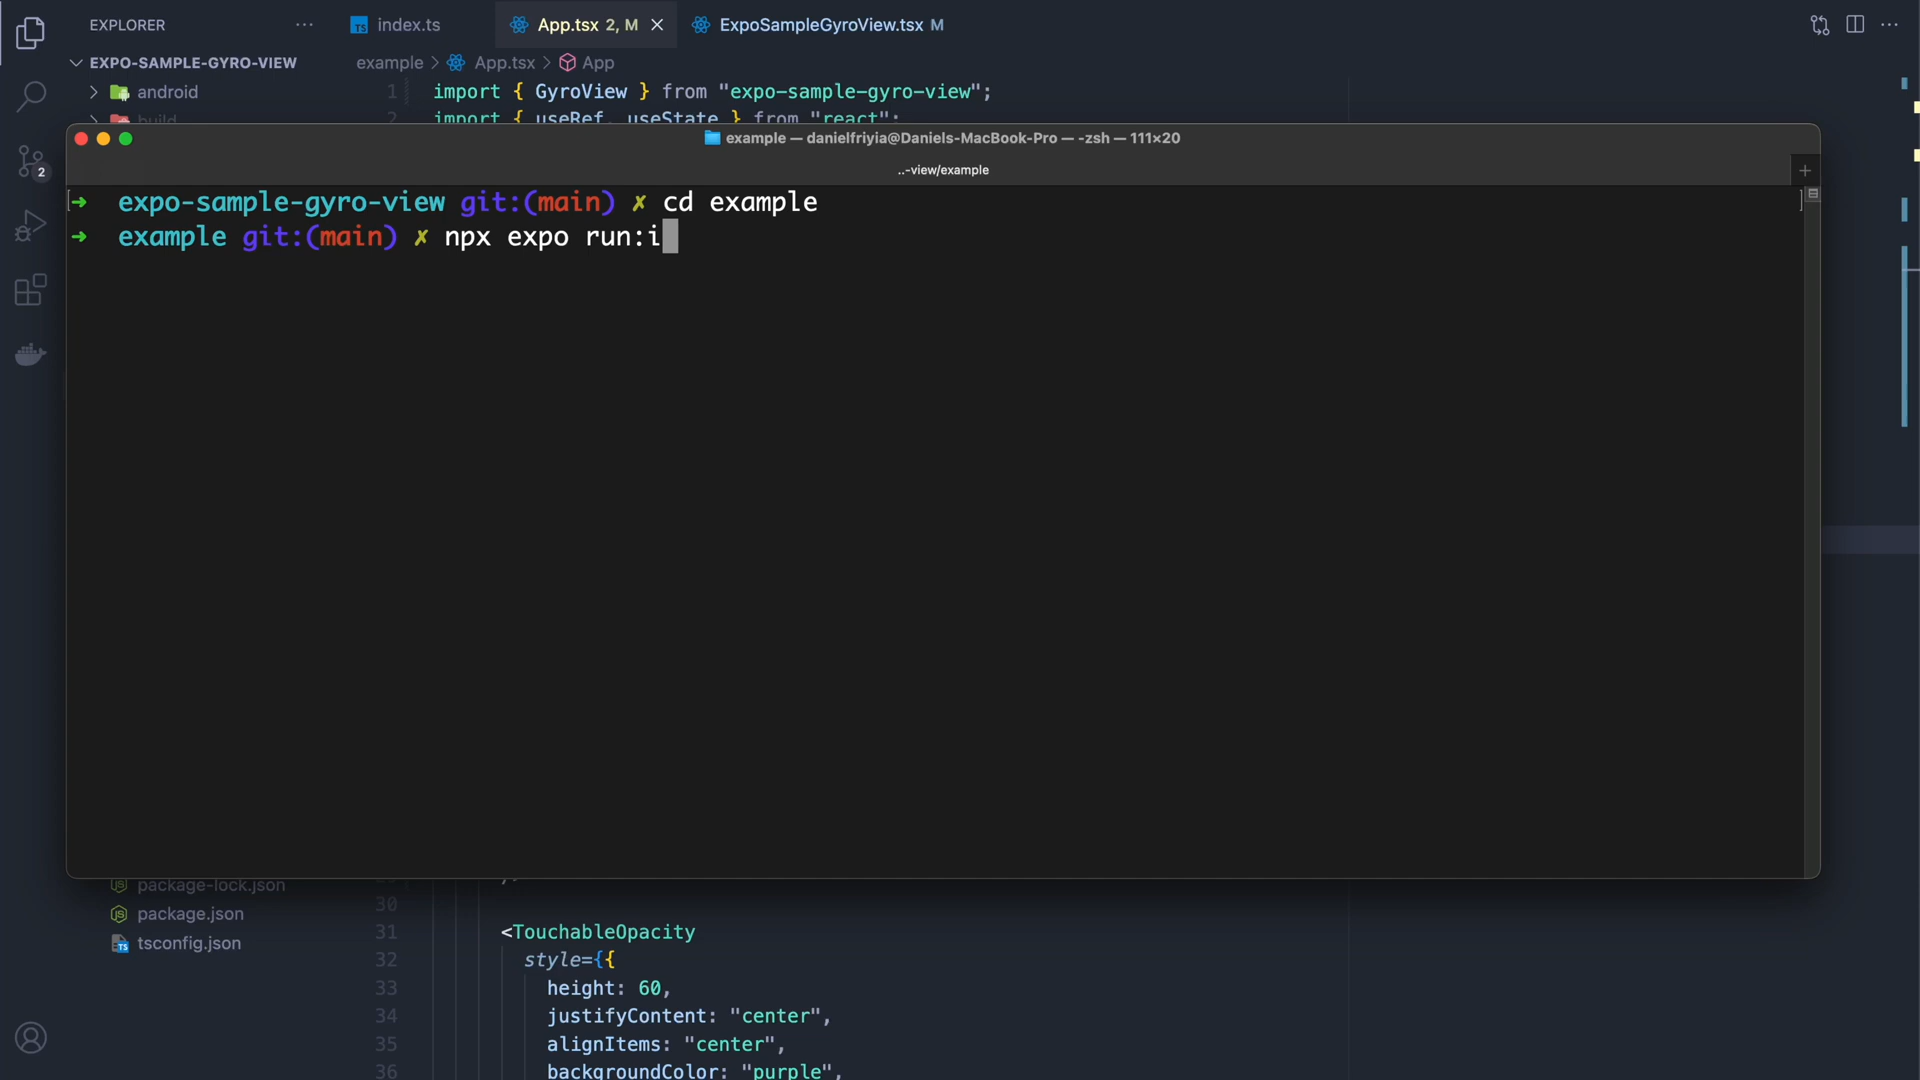 EXPLORER
index.ts
App.tsx 2, M
ExpoSampleGyroView.tsx M
EXPO-SAMPLE-GYRO-VIEW
example > App.tsx > App
android
1 import { GyroView } from "expo-sample-gyro-view";
build
2 import { useRef, useState } from "react";
example — danielfriyia@Daniels-MacBook-Pro — -zsh — 111×20
2
..-view/example
[➜ expo-sample-gyro-view git:(main) ✗ cd example ]
➜ example git:(main) ✗ npx expo run:i
package-lock.json
30
package.json
31 <TouchableOpacity
tsconfig.json
32 style={{
33 height: 60,
34 justifyContent: "center",
35 alignItems: "center",
36 backgroundColor: "purple",